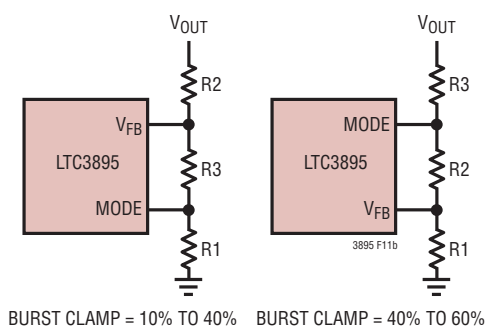 VOUT
R2
VFB
LTC3895
R3
MODE
R1
BURST CLAMP = 10% TO 40%
VOUT
R3
MODE
LTC3895
R2
VFB
R1
3895 F11b
BURST CLAMP = 40% TO 60%